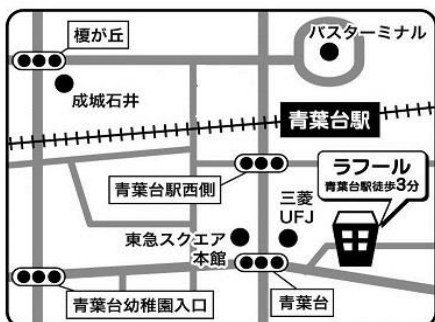 榎が丘
バスターミナル
成城石井
青葉台駅
ラフール
青葉台駅徒歩3分
青葉台駅西側
三菱
UFJ
東急スクエア
本館
青葉台幼稚園入口
青葉台